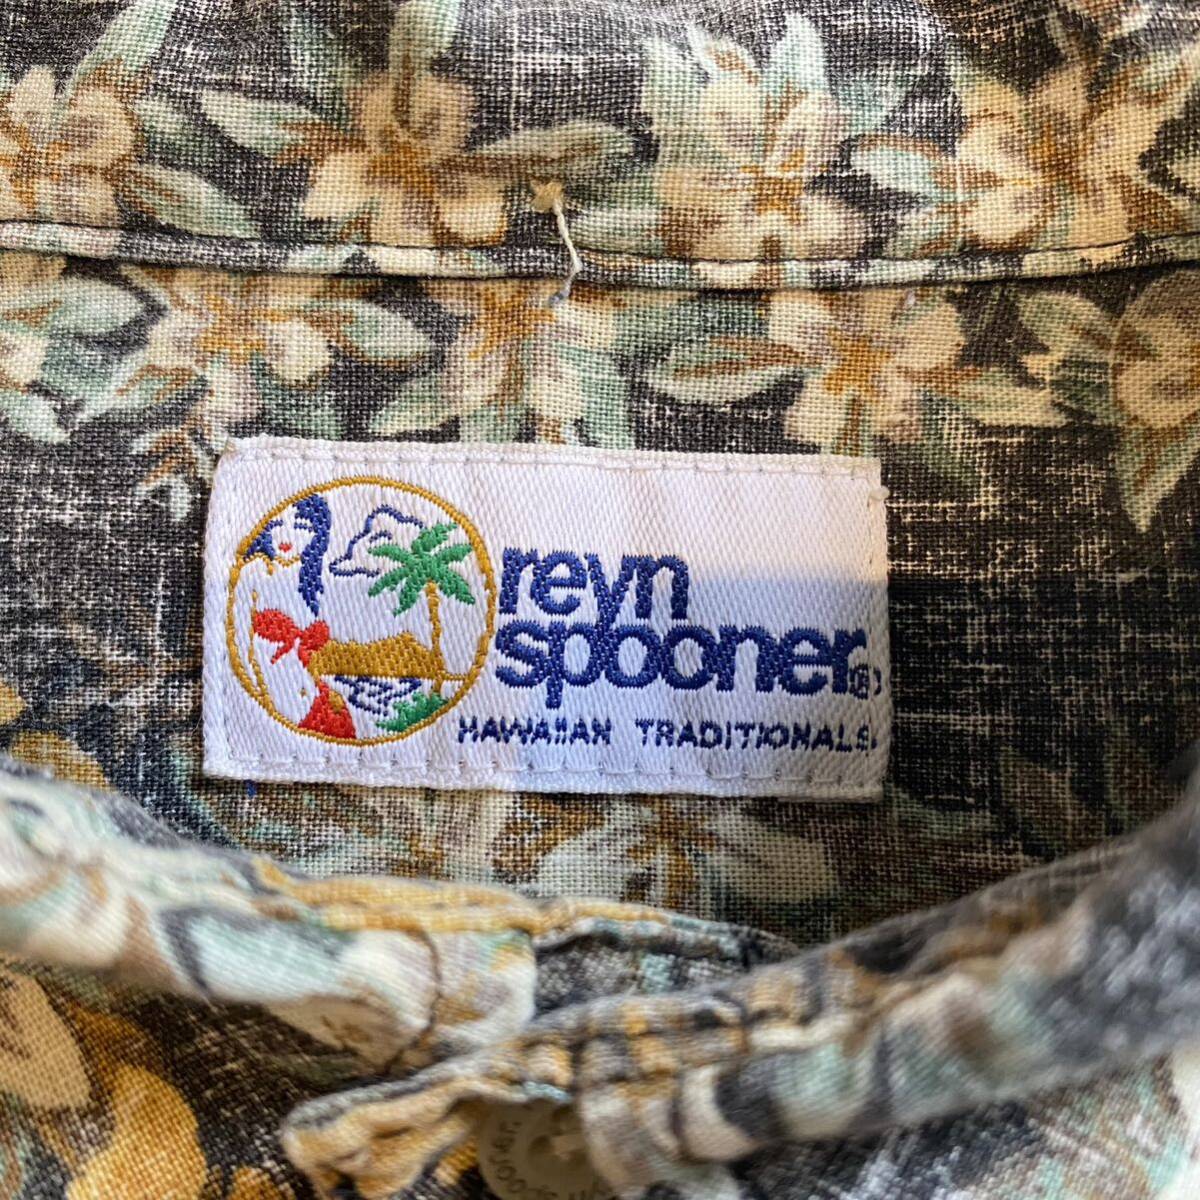 reyn
spooner®
HAWAIIAN TRADITIONALS.